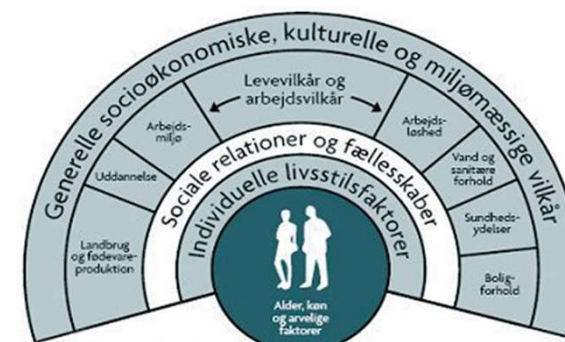 Generelle socioøkonomiske, kulturelle og miljømæssige vilkår
Levevilkår og
arbejdsvilkår
Arbejds-
miljø
Uddannelse
Landbrug
og fødevare-
produktion
Arbejds-
løshed
Vand og
sanitære
forhold
Sundheds-
ydelser
Bolig-
forhold
Sociale relationer og fællesskaber
Individuelle livsstilsfaktorer
Alder, køn
og arvelige
faktorer